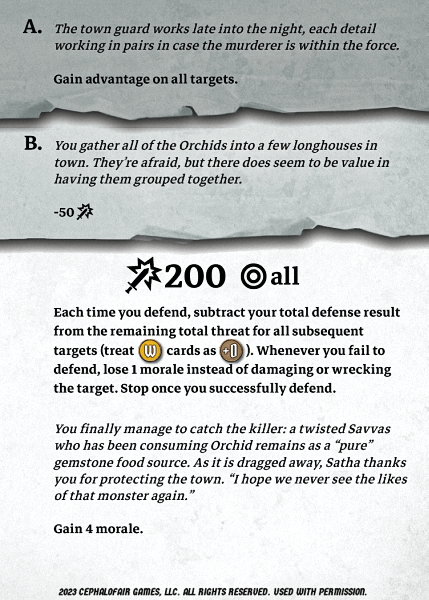 A. The town guard works late into the night, each detail
working in pairs in case the murderer is within the force.
Gain advantage on all targets.
B. You gather all of the Orchids into a few longhouses in
town. They’re afraid, but there does seem to be value in
having them grouped together.
-50
200 all
Each time you defend, subtract your total defense result
from the remaining total threat for all subsequent
targets (treat W cards as +0 ). Whenever you fail to
defend, lose 1 morale instead of damaging or wrecking
the target. Stop once you successfully defend.
You finally manage to catch the killer: a twisted Savvas
who has been consuming Orchid remains as a “pure”
gemstone food source. As it is dragged away, Satha thanks
you for protecting the town. “I hope we never see the likes
of that monster again.”
Gain 4 morale.
2023 CEPHALOFAIR GAMES, LLC. ALL RIGHTS RESERVED. USED WITH PERMISSION.